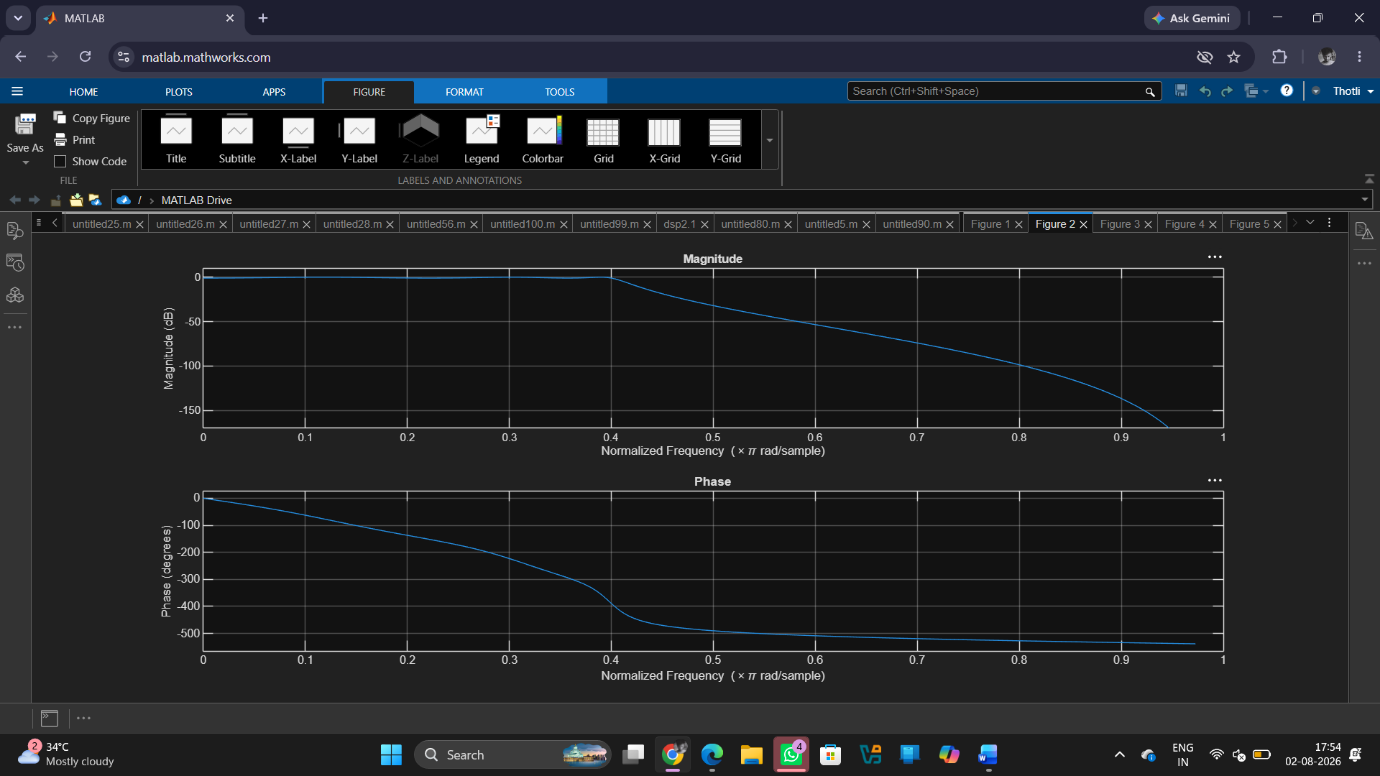 MATLAB
Ask Gemini
matlab.mathworks.com
HOME PLOTS APPS FIGURE FORMAT TOOLS
Search (Ctrl+Shift+Space)
Thotli
Save As
Copy Figure
Print
Show Code
FILE
Title Subtitle X-Label Y-Label Z-Label Legend Colorbar Grid X-Grid Y-Grid
LABELS AND ANNOTATIONS
/ › MATLAB Drive
untitled25.m untitled26.m untitled27.m untitled28.m untitled56.m untitled100.m untitled99.m dsp2.1 untitled80.m untitled5.m untitled90.m Figure 1 Figure 2 Figure 3 Figure 4 Figure 5
Magnitude
Magnitude (dB)
0
-50
-100
-150
0 0.1 0.2 0.3 0.4 0.5 0.6 0.7 0.8 0.9 1
Normalized Frequency (× π rad/sample)
Phase
Phase (degrees)
0
-100
-200
-300
-400
-500
0 0.1 0.2 0.3 0.4 0.5 0.6 0.7 0.8 0.9 1
Normalized Frequency (× π rad/sample)
2
34°C
Mostly cloudy
Search
4
ENG
IN
17:54
02-08-2026